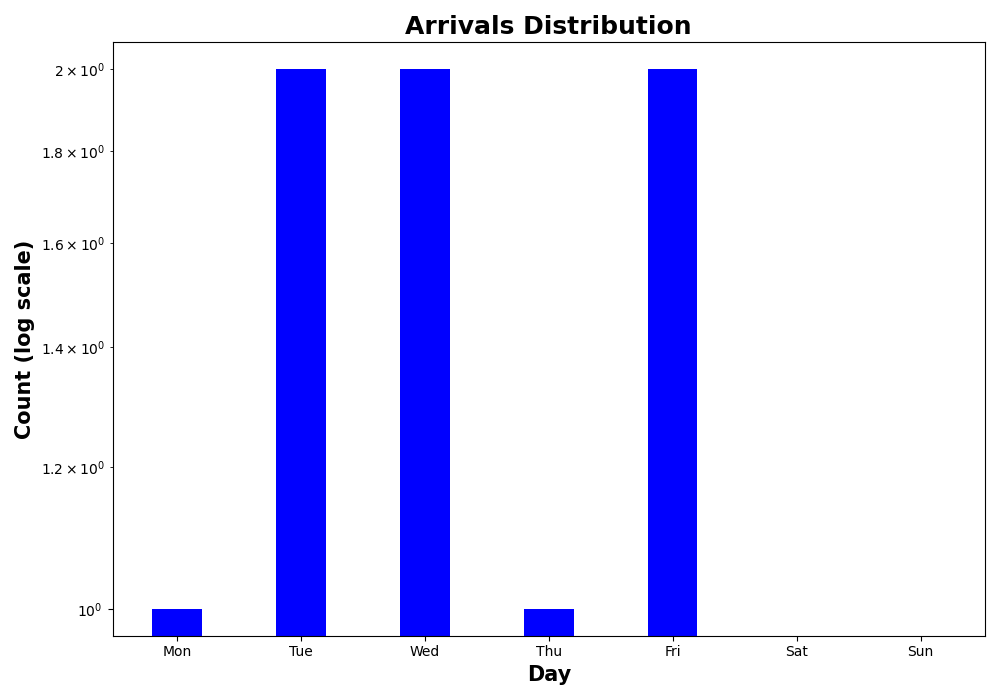 Arrivals Distribution
2 × 10⁰
1.8 × 10⁰
1.6 × 10⁰
1.4 × 10⁰
1.2 × 10⁰
10⁰
Count (log scale)
Mon Tue Wed Thu Fri Sat Sun
Day